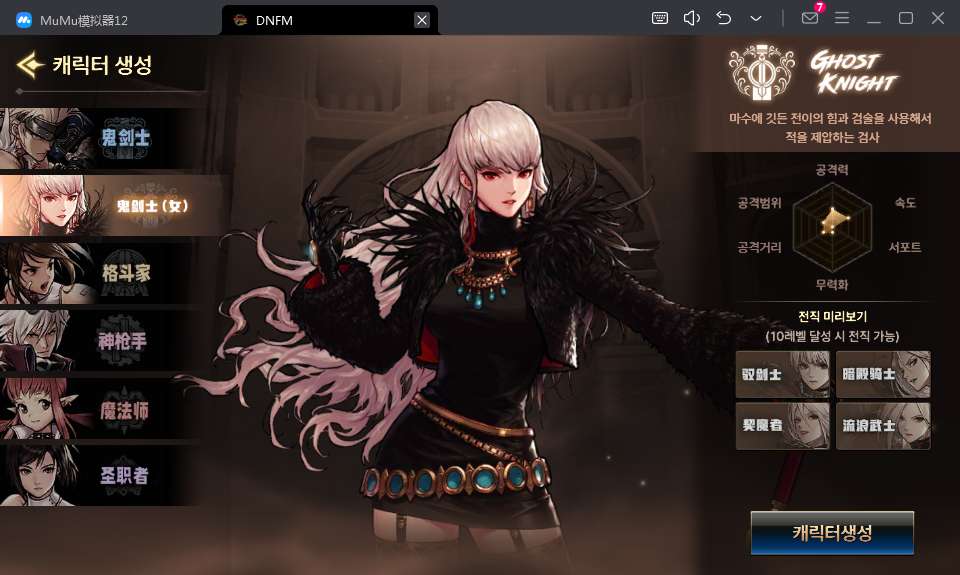 MuMu模拟器12
DNFM
7
캐릭터 생성
鬼剑士
鬼剑士(女)
格斗家
神枪手
魔法师
圣职者
GHOST
KNIGHT
마수에 깃든 전이의 힘과 검술을 사용해서
적을 제압하는 검사
공격력
공격범위
속도
공격거리
서포트
무력화
전직 미리보기
(10레벨 달성 시 전직 가능)
驭剑士
暗殿骑士
契魔者
流浪武士
캐릭터생성